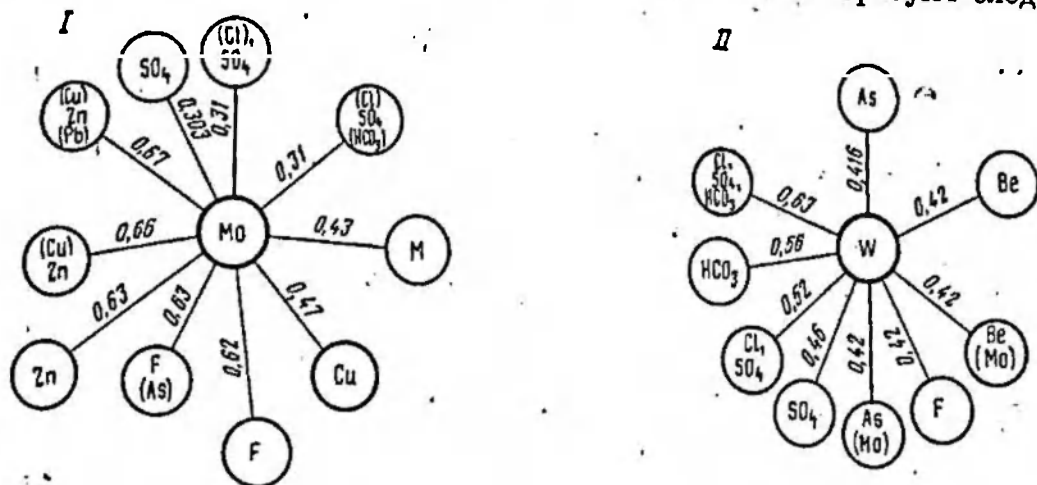 I
SO₄
(Cl),
SO₄
(Cu)
Zn
(Pb)
(Cl)
SO₄
(HCO₃)
0,303
0,31
0,67
0,31
Mo
0,66
0,43
M
(Cu)
Zn
0,63
0,63
0,62
0,47
Zn
F
(As)
Cu
F
II
As
0,416
Cl,
SO₄,
HCO₃
0,63
0,42
Be
W
HCO₃
0,56
0,52
0,46
0,42
0,42
0,42
Cl,
SO₄
Be
(Mo)
SO₄
As
(Mo)
F